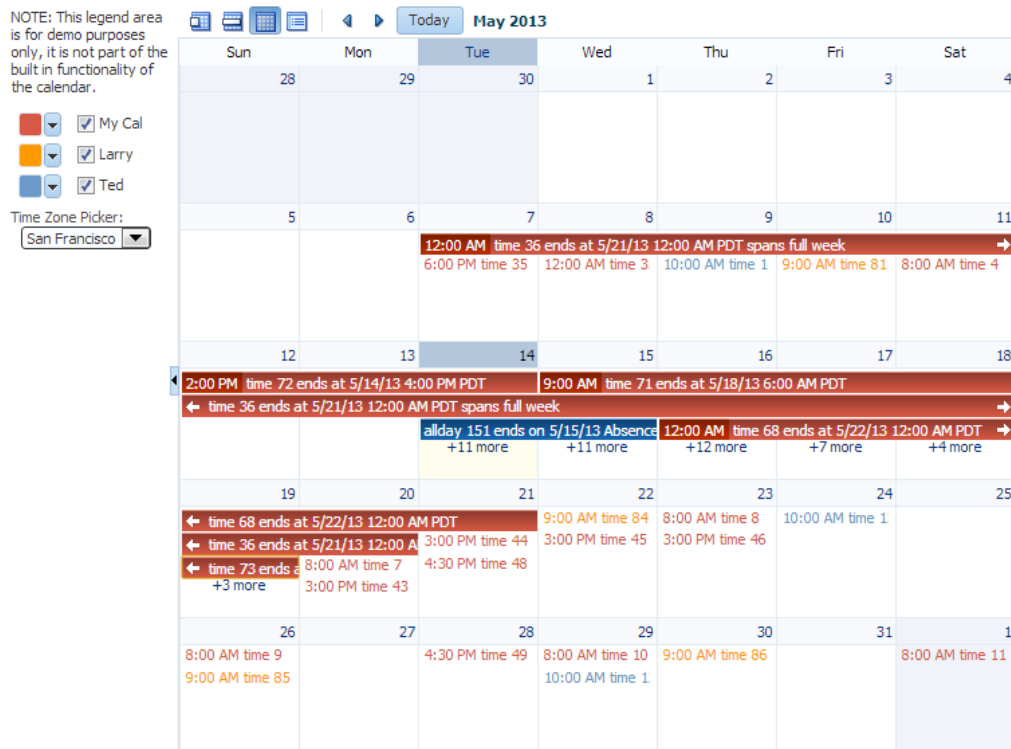 NOTE: This legend area
is for demo purposes
only, it is not part of the
built in functionality of
the calendar.
My Cal
Larry
Ted
Time Zone Picker:
San Francisco
Today May 2013
Sun Mon Tue Wed Thu Fri Sat
28 29 30 1 2 3 4
5 6 7 8 9 10 11
12:00 AM time 36 ends at 5/21/13 12:00 AM PDT spans full week
6:00 PM time 35 12:00 AM time 3 10:00 AM time 1 9:00 AM time 81 8:00 AM time 4
12 13 14 15 16 17 18
2:00 PM time 72 ends at 5/14/13 4:00 PM PDT 9:00 AM time 71 ends at 5/18/13 6:00 AM PDT
time 36 ends at 5/21/13 12:00 AM PDT spans full week
allday 151 ends on 5/15/13 Absence 12:00 AM time 68 ends at 5/22/13 12:00 AM PDT
+11 more +11 more +12 more +7 more +4 more
19 20 21 22 23 24 25
time 68 ends at 5/22/13 12:00 AM PDT 9:00 AM time 84 8:00 AM time 8 10:00 AM time 1
time 36 ends at 5/21/13 12:00 A 3:00 PM time 44 3:00 PM time 45 3:00 PM time 46
time 73 ends a 8:00 AM time 7 4:30 PM time 48
+3 more 3:00 PM time 43
26 27 28 29 30 31 1
8:00 AM time 9 4:30 PM time 49 8:00 AM time 10 9:00 AM time 86 8:00 AM time 11
9:00 AM time 85 10:00 AM time 1